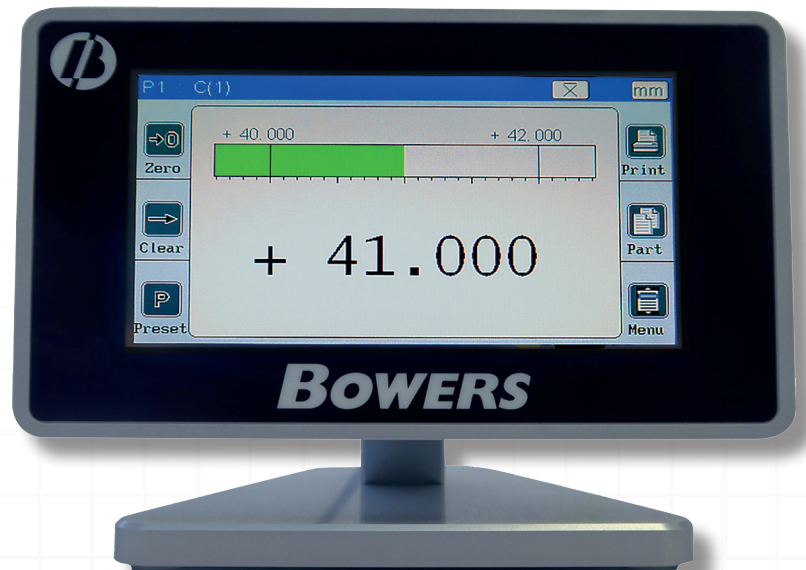 P1 : C(1) mm
+ 40.000 + 42.000
Zero
Print
Clear
+ 41.000
Part
P
Preset
Menu
BOWERS